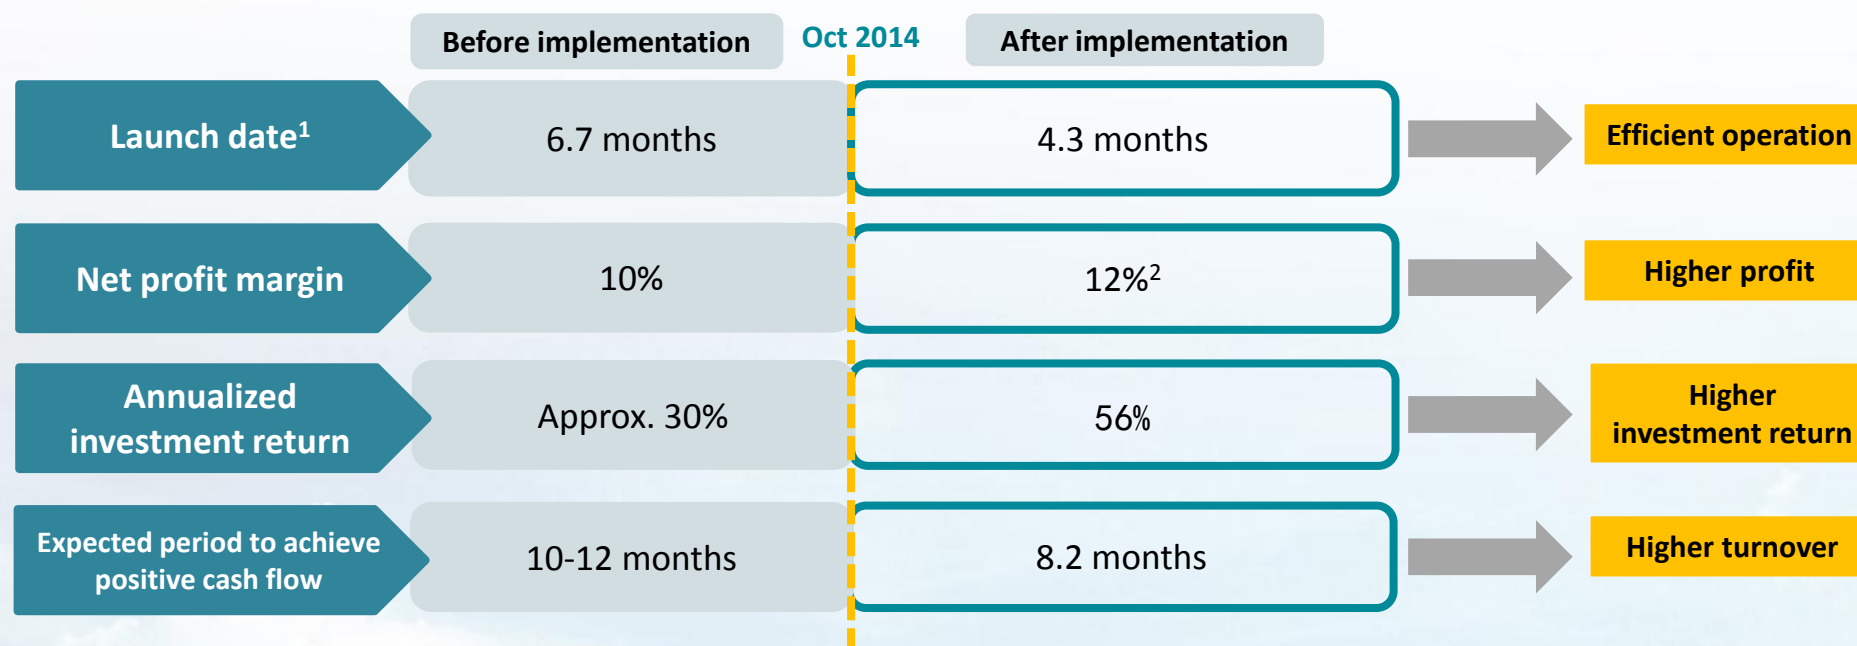 Before implementation
Oct 2014
After implementation
Launch date¹
6.7 months
4.3 months
Efficient operation
Net profit margin
10%
12%²
Higher profit
Annualized
investment return
Approx. 30%
56%
Higher
investment return
Expected period to achieve
positive cash flow
10-12 months
8.2 months
Higher turnover